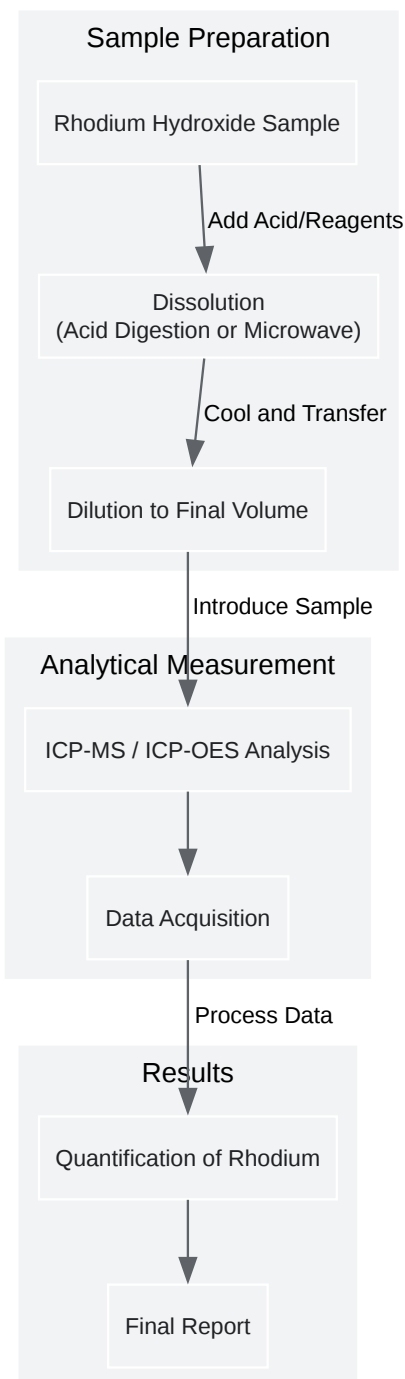 Sample Preparation
Rhodium Hydroxide Sample
Add Acid/Reagents
Dissolution
(Acid Digestion or Microwave)
Cool and Transfer
Dilution to Final Volume
Introduce Sample
Analytical Measurement
ICP-MS / ICP-OES Analysis
Data Acquisition
Process Data
Results
Quantification of Rhodium
Final Report